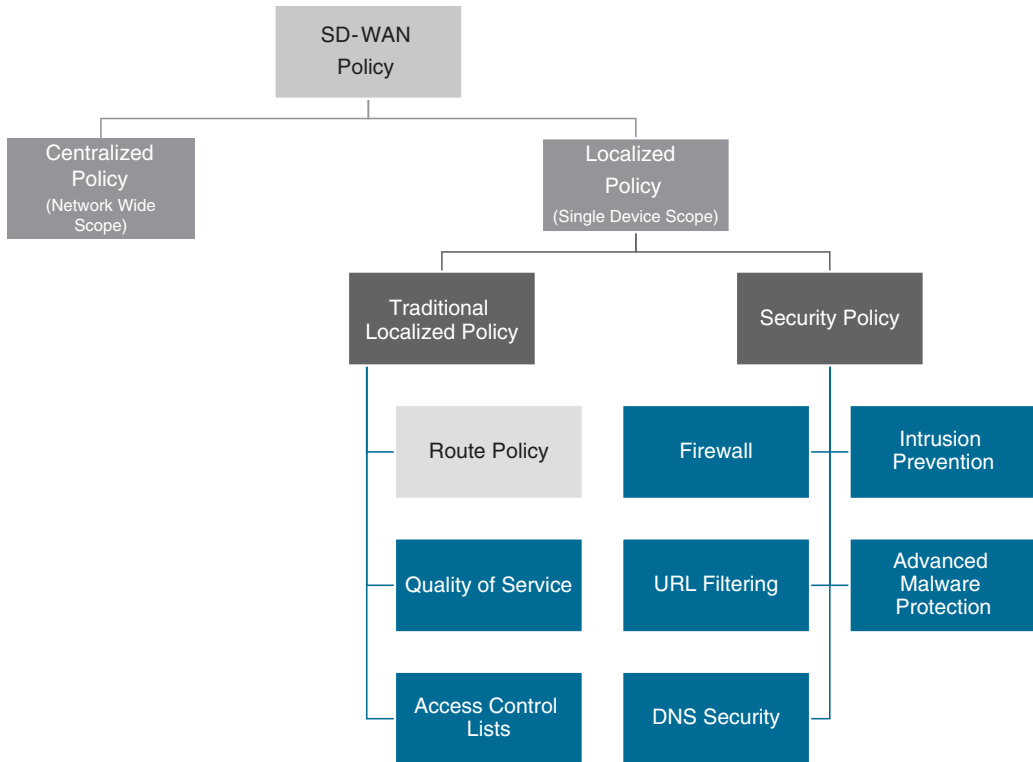 SD-WAN
Policy
Centralized
Policy
(Network Wide
Scope)
Localized
Policy
(Single Device Scope)
Traditional
Localized Policy
Security Policy
Route Policy
Firewall
Intrusion
Prevention
Quality of Service
URL Filtering
Advanced
Malware
Protection
Access Control
Lists
DNS Security